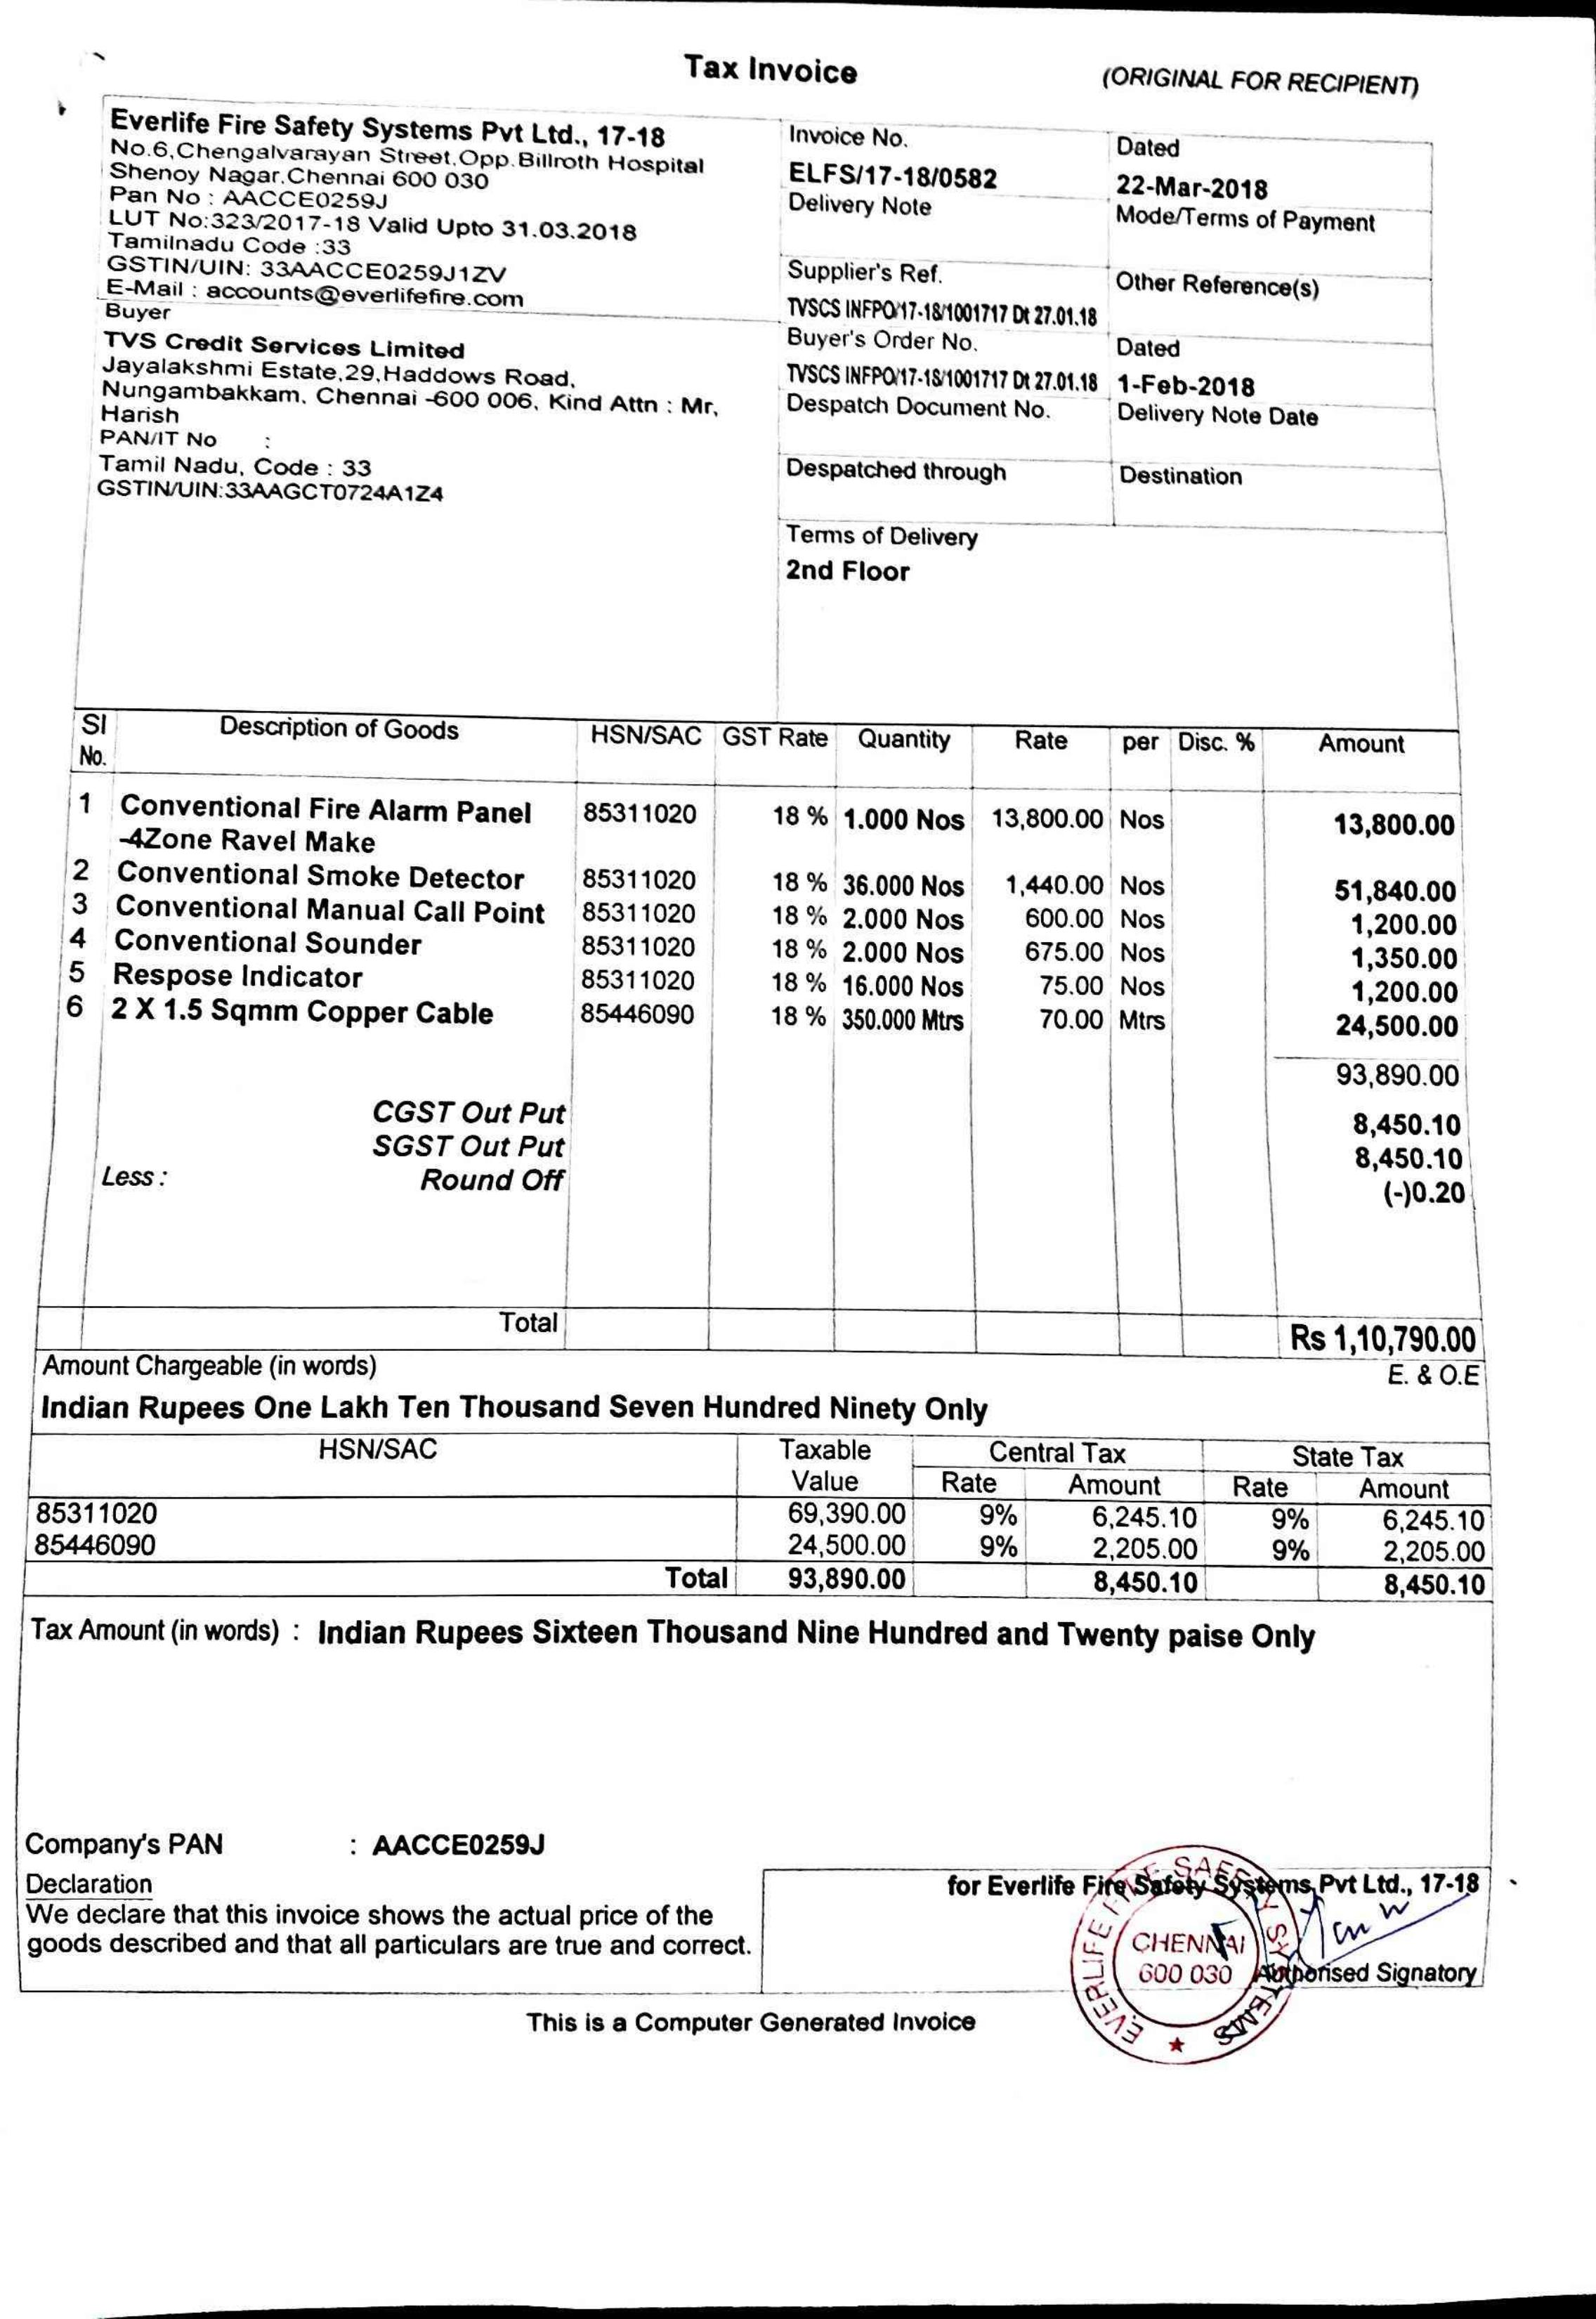 Tax Invoice
(ORIGINAL FOR RECIPIENT)
Everlife Fire Safety Systems Pvt Ltd., 17-18
No.6,Chengalvarayan Street,Opp.Billroth Hospital
Shenoy Nagar,Chennai 600 030
Pan No : AACCE0259J
LUT No:323/2017-18 Valid Upto 31.03.2018
Tamilnadu Code :33
GSTIN/UIN: 33AACCE0259J1ZV
E-Mail : accounts@everlifefire.com
Buyer
TVS Credit Services Limited
Jayalakshmi Estate,29,Haddows Road,
Nungambakkam, Chennai -600 006, Kind Attn : Mr,
Harish
PAN/IT No :
Tamil Nadu, Code : 33
GSTIN/UIN:33AAGCT0724A1Z4
Invoice No.
ELFS/17-18/0582
Dated
22-Mar-2018
Delivery Note
Mode/Terms of Payment
Supplier's Ref.
TVSCS INFPO/17-18/1001717 Dt 27.01.18
Other Reference(s)
Buyer's Order No.
TVSCS INFPO/17-18/1001717 Dt 27.01.18
Dated
1-Feb-2018
Despatch Document No.
Delivery Note Date
Despatched through
Destination
Terms of Delivery
2nd Floor
Sl No. Description of Goods HSN/SAC GST Rate Quantity Rate per Disc. % Amount
1 Conventional Fire Alarm Panel 85311020 18 % 1.000 Nos 13,800.00 Nos 13,800.00
-4Zone Ravel Make
2 Conventional Smoke Detector 85311020 18 % 36.000 Nos 1,440.00 Nos 51,840.00
3 Conventional Manual Call Point 85311020 18 % 2.000 Nos 600.00 Nos 1,200.00
4 Conventional Sounder 85311020 18 % 2.000 Nos 675.00 Nos 1,350.00
5 Respose Indicator 85311020 18 % 16.000 Nos 75.00 Nos 1,200.00
6 2 X 1.5 Sqmm Copper Cable 85446090 18 % 350.000 Mtrs 70.00 Mtrs 24,500.00
93,890.00
CGST Out Put 8,450.10
SGST Out Put 8,450.10
Less : Round Off (-)0.20
Total Rs 1,10,790.00
Amount Chargeable (in words) E. & O.E
Indian Rupees One Lakh Ten Thousand Seven Hundred Ninety Only
HSN/SAC Taxable Value Central Tax State Tax
Rate Amount Rate Amount
85311020 69,390.00 9% 6,245.10 9% 6,245.10
85446090 24,500.00 9% 2,205.00 9% 2,205.00
Total 93,890.00 8,450.10 8,450.10
Tax Amount (in words) : Indian Rupees Sixteen Thousand Nine Hundred and Twenty paise Only
Company's PAN : AACCE0259J
Declaration
We declare that this invoice shows the actual price of the
goods described and that all particulars are true and correct.
for Everlife Fire Safety Systems Pvt Ltd., 17-18
EVERLIFE FIRE SAFETY SYSTEMS
CHENNAI
600 030
Authorised Signatory
This is a Computer Generated Invoice